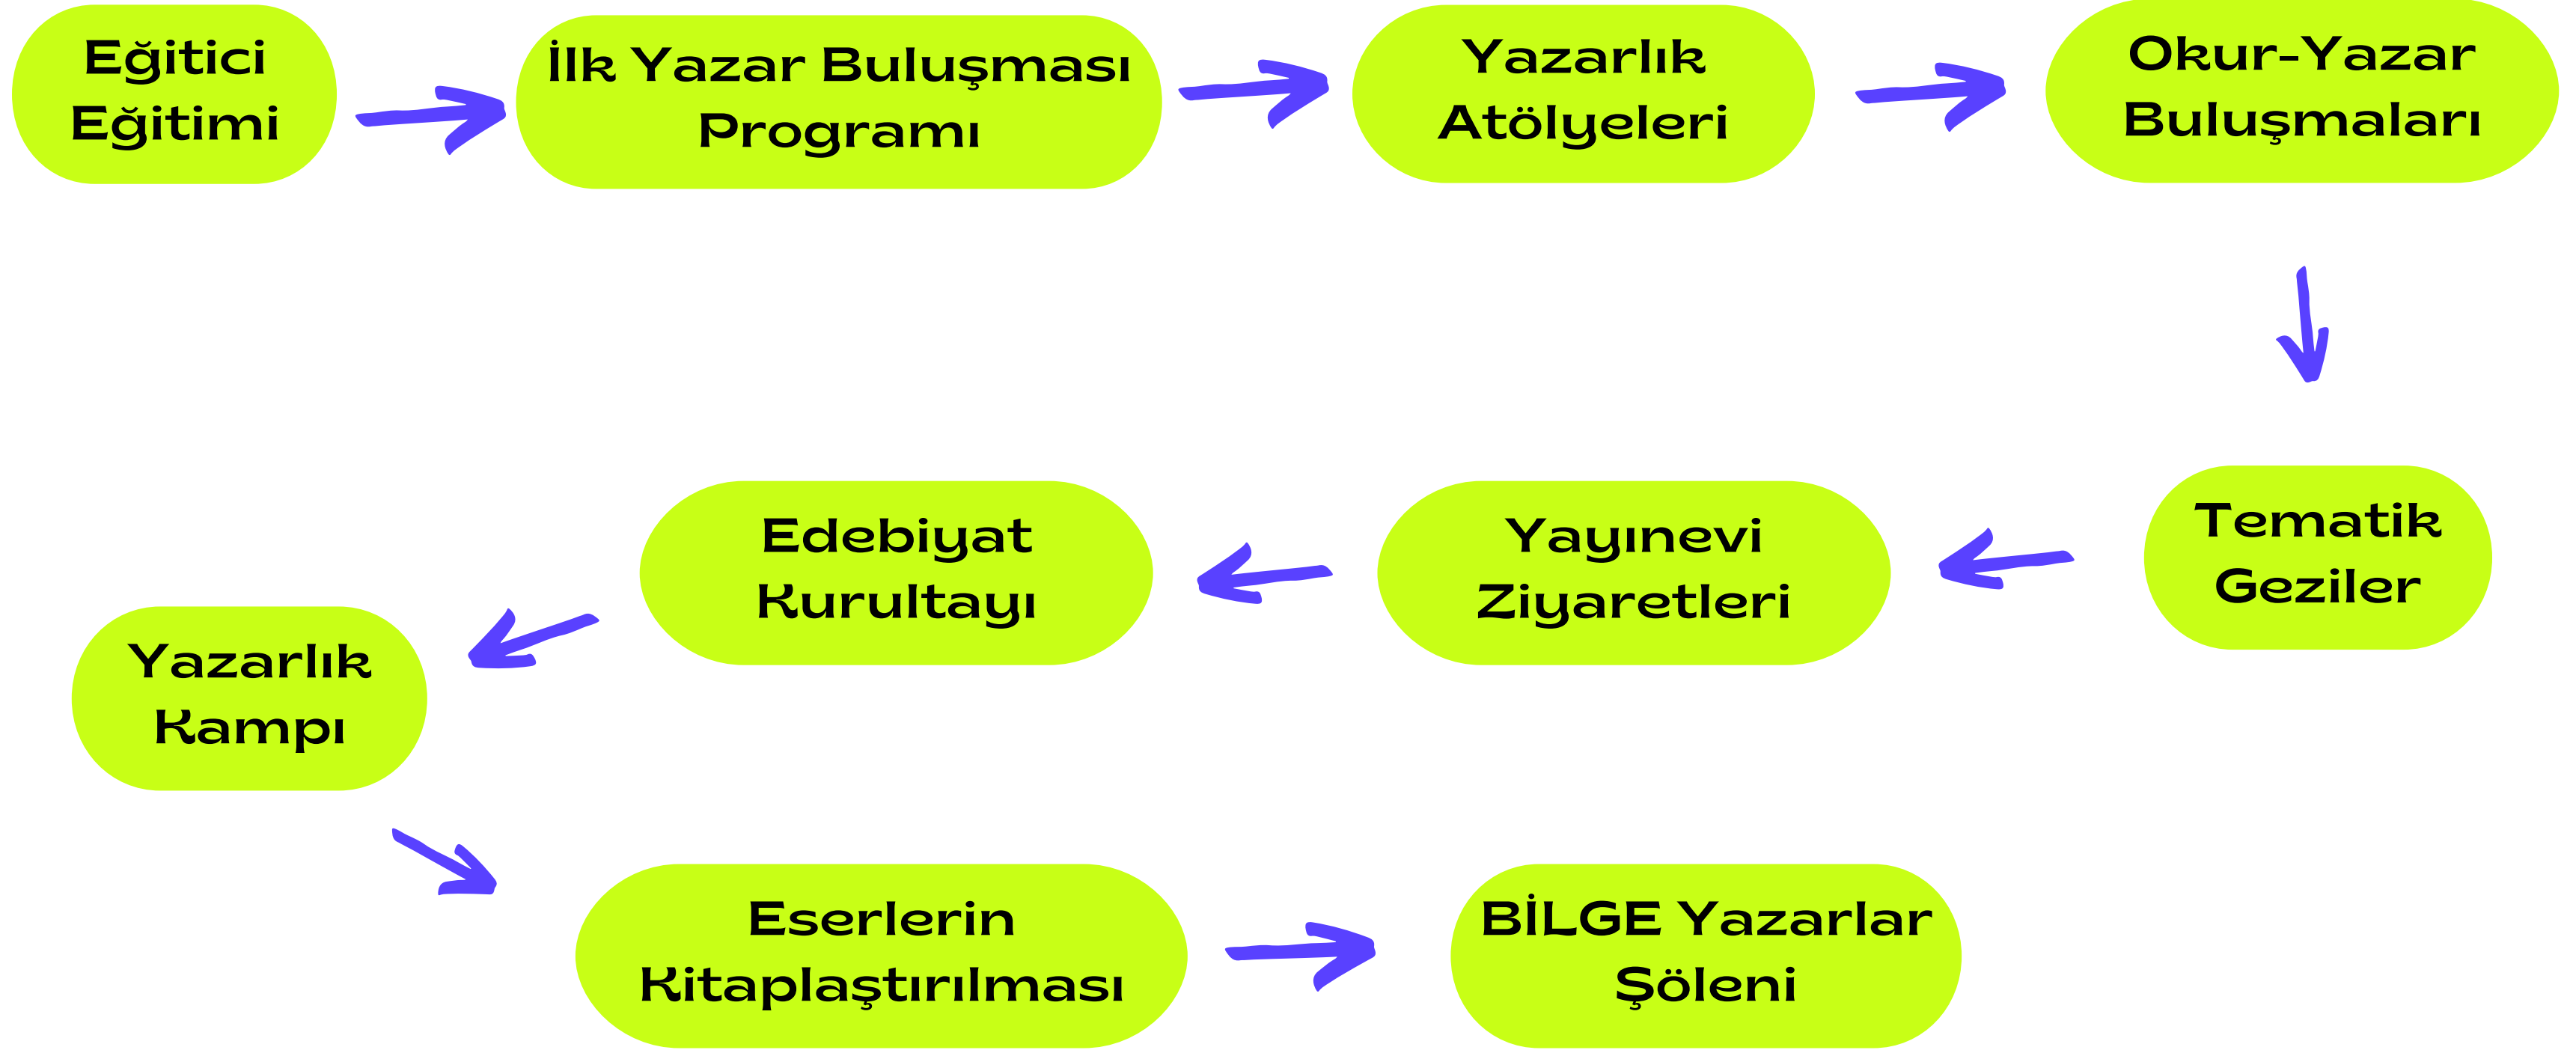 Eğitici
Eğitimi
İlk Yazar Buluşması
Programı
Yazarlık
Atölyeleri
Okur-Yazar
Buluşmaları
Tematik
Geziler
Yayınevi
Ziyaretleri
Edebiyat
Kurultayı
Yazarlık
Kampı
Eserlerin
Kitaplaştırılması
BİLGE Yazarlar
Şöleni